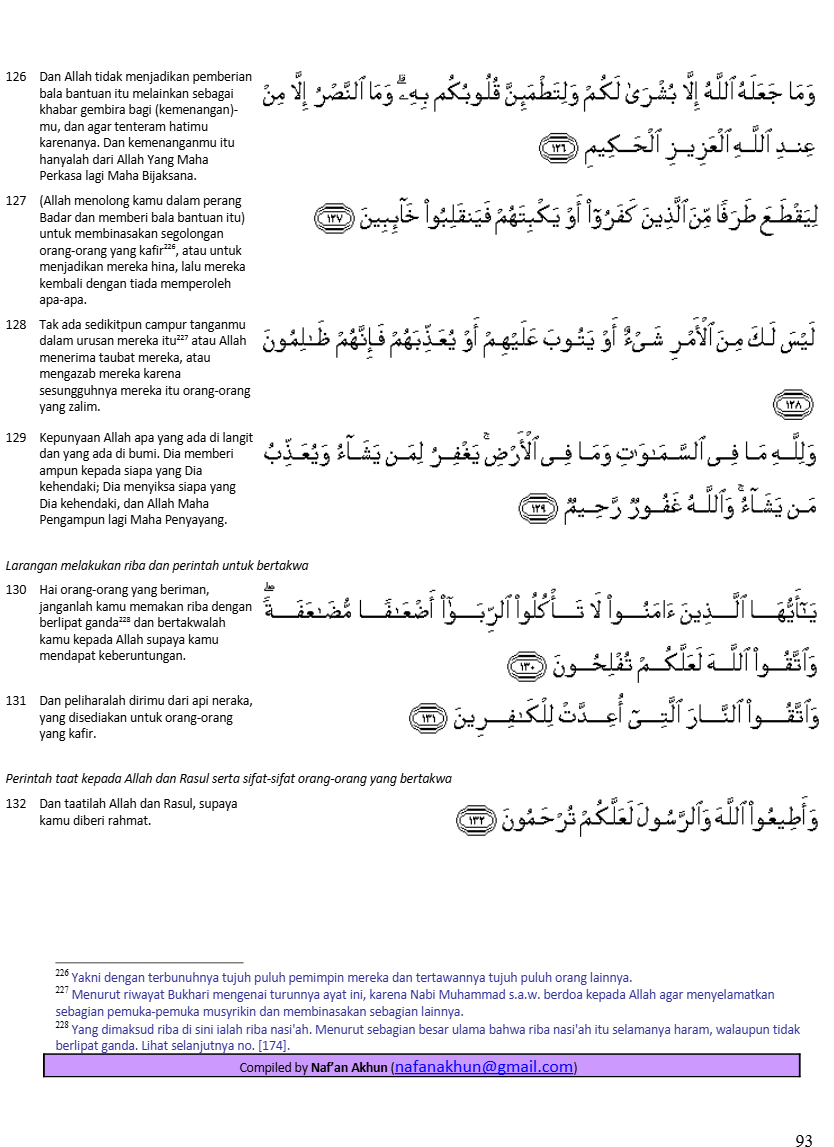 126 Dan Allah tidak menjadikan pemberian
bala bantuan itu melainkan sebagai
khabar gembira bagi (kemenangan)-
mu, dan agar tenteram hatimu
karenanya. Dan kemenanganmu itu
hanyalah dari Allah Yang Maha
Perkasa lagi Maha Bijaksana.
وَمَا جَعَلَهُ ٱللَّهُ إِلَّا بُشْرَىٰ لَكُمْ وَلِتَطْمَئِنَّ قُلُوبُكُم بِهِۦ ۗ وَمَا ٱلنَّصْرُ إِلَّا مِنْ
عِندِ ٱللَّهِ ٱلْعَزِيزِ ٱلْحَكِيمِ ١٢٦
127 (Allah menolong kamu dalam perang
Badar dan memberi bala bantuan itu)
untuk membinasakan segolongan
orang-orang yang kafir226, atau untuk
menjadikan mereka hina, lalu mereka
kembali dengan tiada memperoleh
apa-apa.
لِيَقْطَعَ طَرَفًا مِّنَ ٱلَّذِينَ كَفَرُوٓا۟ أَوْ يَكْبِتَهُمْ فَيَنقَلِبُوا۟ خَآئِبِينَ ١٢٧
128 Tak ada sedikitpun campur tanganmu
dalam urusan mereka itu227 atau Allah
menerima taubat mereka, atau
mengazab mereka karena
sesungguhnya mereka itu orang-orang
yang zalim.
لَيْسَ لَكَ مِنَ ٱلْأَمْرِ شَىْءٌ أَوْ يَتُوبَ عَلَيْهِمْ أَوْ يُعَذِّبَهُمْ فَإِنَّهُمْ ظَـٰلِمُونَ
١٢٨
129 Kepunyaan Allah apa yang ada di langit
dan yang ada di bumi. Dia memberi
ampun kepada siapa yang Dia
kehendaki; Dia menyiksa siapa yang
Dia kehendaki, dan Allah Maha
Pengampun lagi Maha Penyayang.
وَلِلَّهِ مَا فِى ٱلسَّمَـٰوَٰتِ وَمَا فِى ٱلْأَرْضِ ۚ يَغْفِرُ لِمَن يَشَآءُ وَيُعَذِّبُ
مَن يَشَآءُ ۚ وَٱللَّهُ غَفُورٌ رَّحِيمٌ ١٢٩
Larangan melakukan riba dan perintah untuk bertakwa
130 Hai orang-orang yang beriman,
janganlah kamu memakan riba dengan
berlipat ganda228 dan bertakwalah
kamu kepada Allah supaya kamu
mendapat keberuntungan.
يَـٰٓأَيُّهَا ٱلَّذِينَ ءَامَنُوا۟ لَا تَأْكُلُوا۟ ٱلرِّبَوٰٓا۟ أَضْعَـٰفًا مُّضَـٰعَفَةً ۖ
وَٱتَّقُوا۟ ٱللَّهَ لَعَلَّكُمْ تُفْلِحُونَ ١٣٠
131 Dan peliharalah dirimu dari api neraka,
yang disediakan untuk orang-orang
yang kafir.
وَٱتَّقُوا۟ ٱلنَّارَ ٱلَّتِىٓ أُعِدَّتْ لِلْكَـٰفِرِينَ ١٣١
Perintah taat kepada Allah dan Rasul serta sifat-sifat orang-orang yang bertakwa
132 Dan taatilah Allah dan Rasul, supaya
kamu diberi rahmat.
وَأَطِيعُوا۟ ٱللَّهَ وَٱلرَّسُولَ لَعَلَّكُمْ تُرْحَمُونَ ١٣٢
226 Yakni dengan terbunuhnya tujuh puluh pemimpin mereka dan tertawannya tujuh puluh orang lainnya.
227 Menurut riwayat Bukhari mengenai turunnya ayat ini, karena Nabi Muhammad s.a.w. berdoa kepada Allah agar menyelamatkan
sebagian pemuka-pemuka musyrikin dan membinasakan sebagian lainnya.
228 Yang dimaksud riba di sini ialah riba nasi'ah. Menurut sebagian besar ulama bahwa riba nasi'ah itu selamanya haram, walaupun tidak
berlipat ganda. Lihat selanjutnya no. [174].
Compiled by Naf'an Akhun (nafanakhun@gmail.com)
93